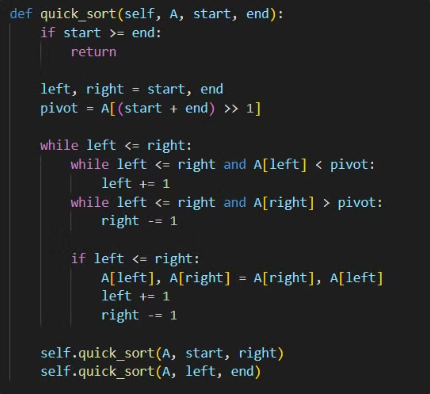 def quick_sort(self, A, start, end):
    if start >= end:
        return

    left, right = start, end
    pivot = A[(start + end) >> 1]

    while left <= right:
        while left <= right and A[left] < pivot:
            left += 1
        while left <= right and A[right] > pivot:
            right -= 1

        if left <= right:
            A[left], A[right] = A[right], A[left]
            left += 1
            right -= 1

    self.quick_sort(A, start, right)
    self.quick_sort(A, left, end)